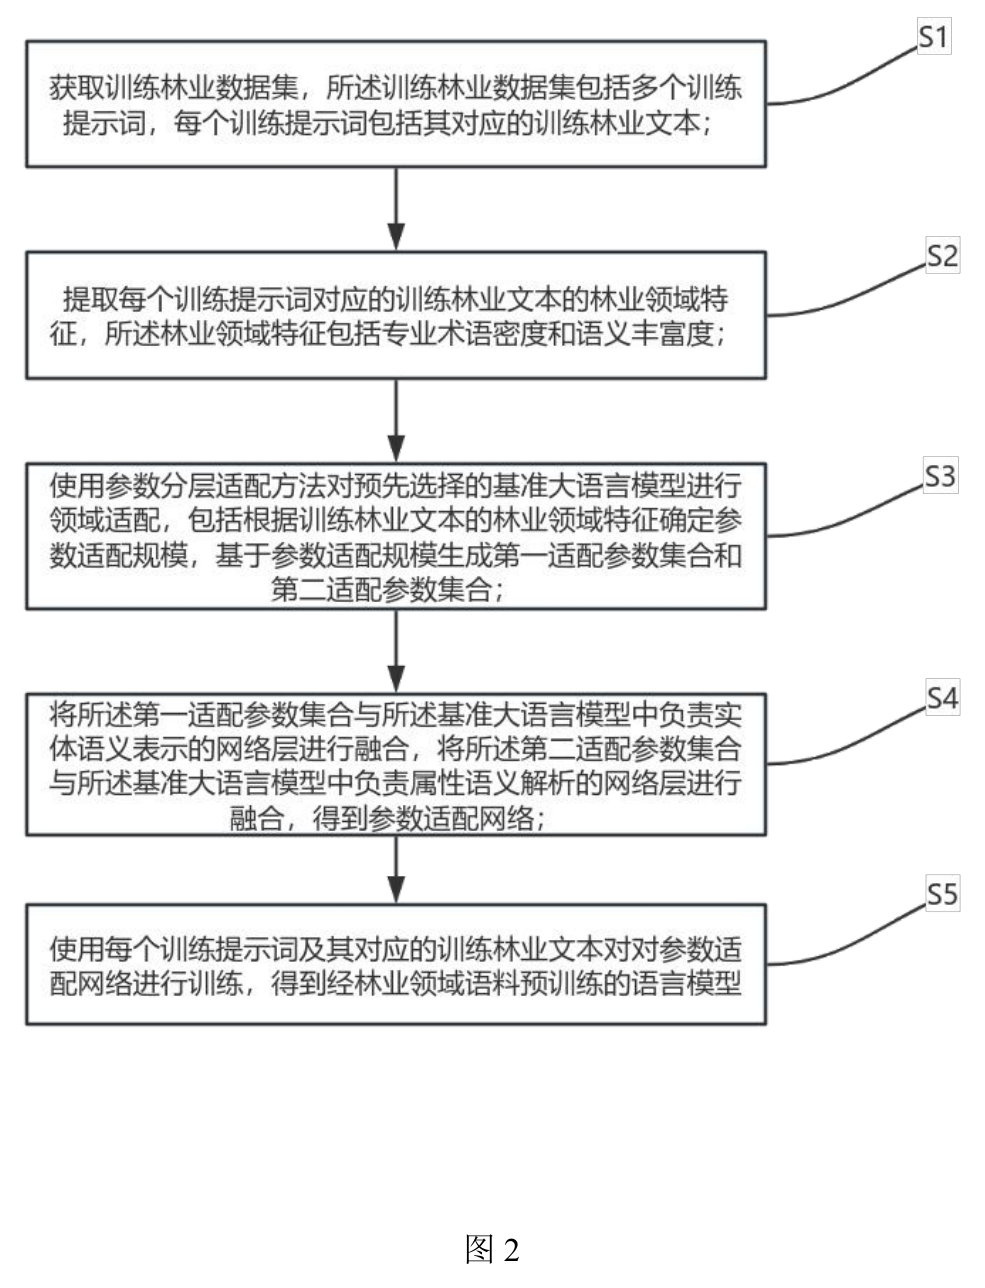 S1
获取训练林业数据集，所述训练林业数据集包括多个训练
提示词，每个训练提示词包括其对应的训练林业文本；
S2
提取每个训练提示词对应的训练林业文本的林业领域特
征，所述林业领域特征包括专业术语密度和语义丰富度；
S3
使用参数分层适配方法对预先选择的基准大语言模型进行
领域适配，包括根据训练林业文本的林业领域特征确定参
数适配规模，基于参数适配规模生成第一适配参数集合和
第二适配参数集合；
S4
将所述第一适配参数集合与所述基准大语言模型中负责实
体语义表示的网络层进行融合，将所述第二适配参数集合
与所述基准大语言模型中负责属性语义解析的网络层进行
融合，得到参数适配网络；
S5
使用每个训练提示词及其对应的训练林业文本对对参数适
配网络进行训练，得到经林业领域语料预训练的语言模型
图 2